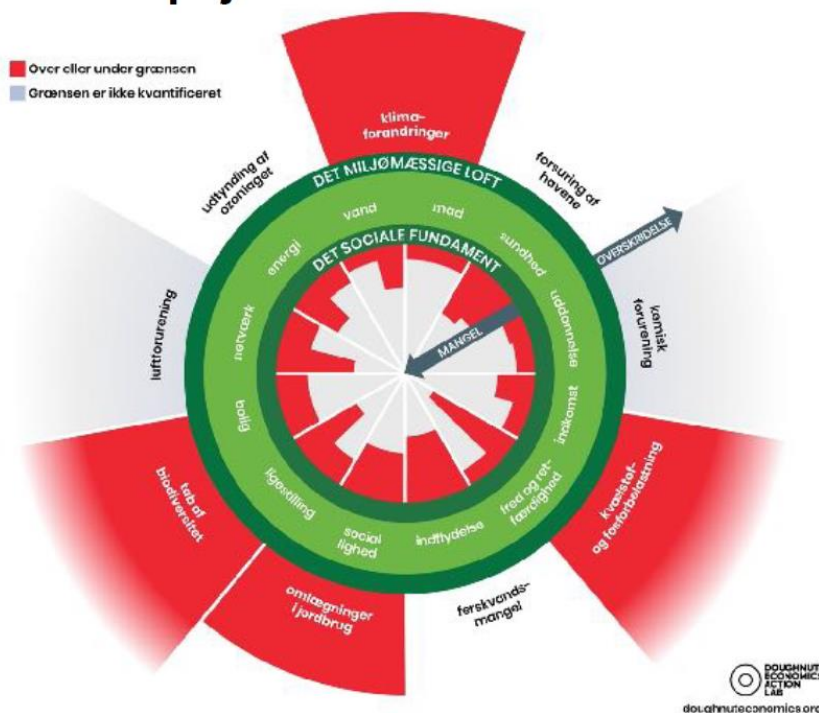 Over eller under grænsen
Grænsen er ikke kvantificeret
klima-
forandringer
forsuring af
havene
OVERSKRIDELSE
kemisk
forurening
kvælstof-
og fosforbelastning
ferskvands-
mangel
omlægninger
i jordbrug
tab af
biodiversitet
luftforurening
udtynding af
ozonlaget
DET MILJØMÆSSIGE LOFT
vand
mad
sundhed
uddannelse
indkomst
fred og ret-
færdighed
indflydelse
social
lighed
ligestilling
bolig
netværk
energi
DET SOCIALE FUNDAMENT
MANGEL
DOUGHNUT
ECONOMICS
ACTION
LAB
doughnuteconomics.org